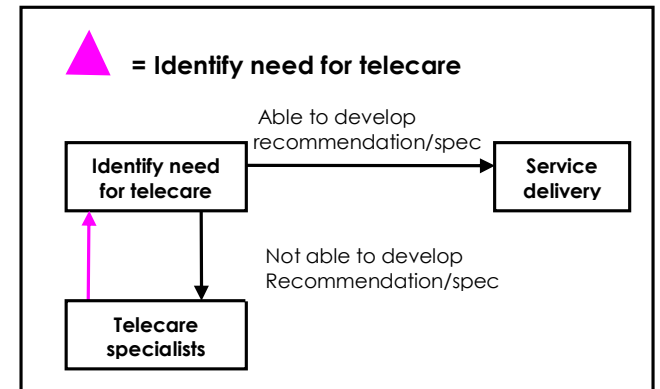 = Identify need for telecare
Able to develop
recommendation/spec
Identify need
for telecare
Service
delivery
Not able to develop
Recommendation/spec
Telecare
specialists